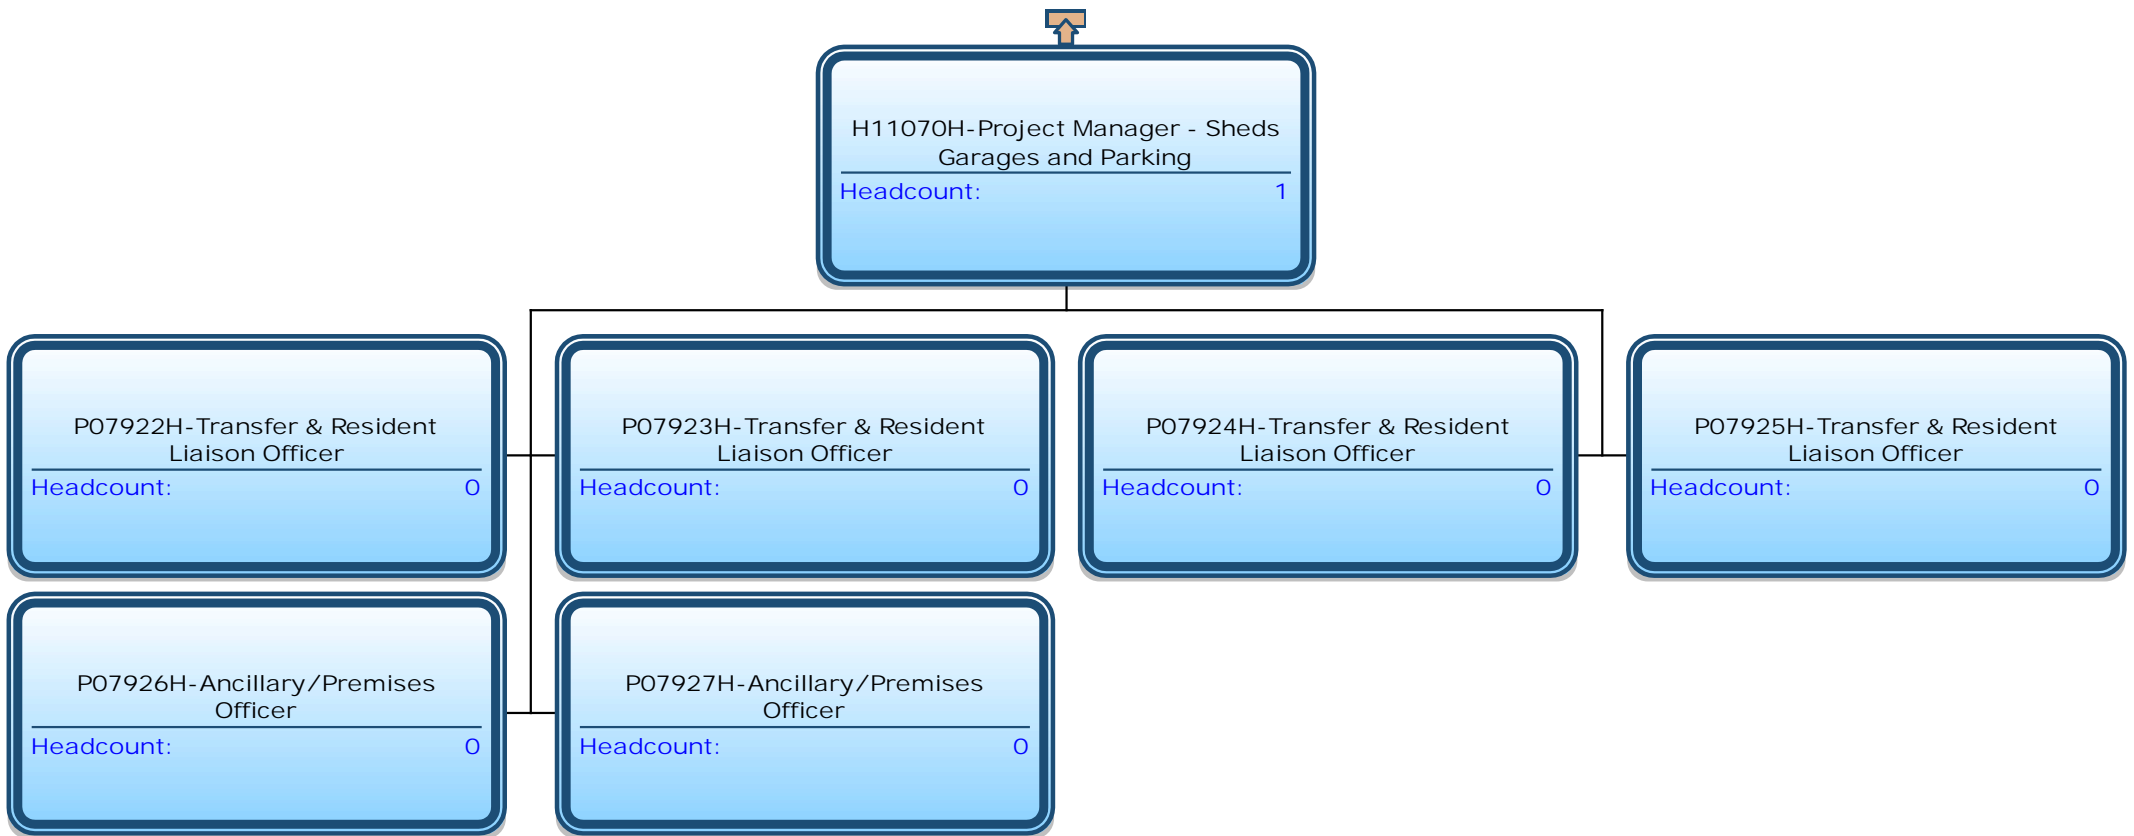 H11070H-Project Manager - Sheds
Garages and Parking
Headcount: 1
P07922H-Transfer & Resident
Liaison Officer
Headcount: 0
P07923H-Transfer & Resident
Liaison Officer
Headcount: 0
P07924H-Transfer & Resident
Liaison Officer
Headcount: 0
P07925H-Transfer & Resident
Liaison Officer
Headcount: 0
P07926H-Ancillary/Premises
Officer
Headcount: 0
P07927H-Ancillary/Premises
Officer
Headcount: 0